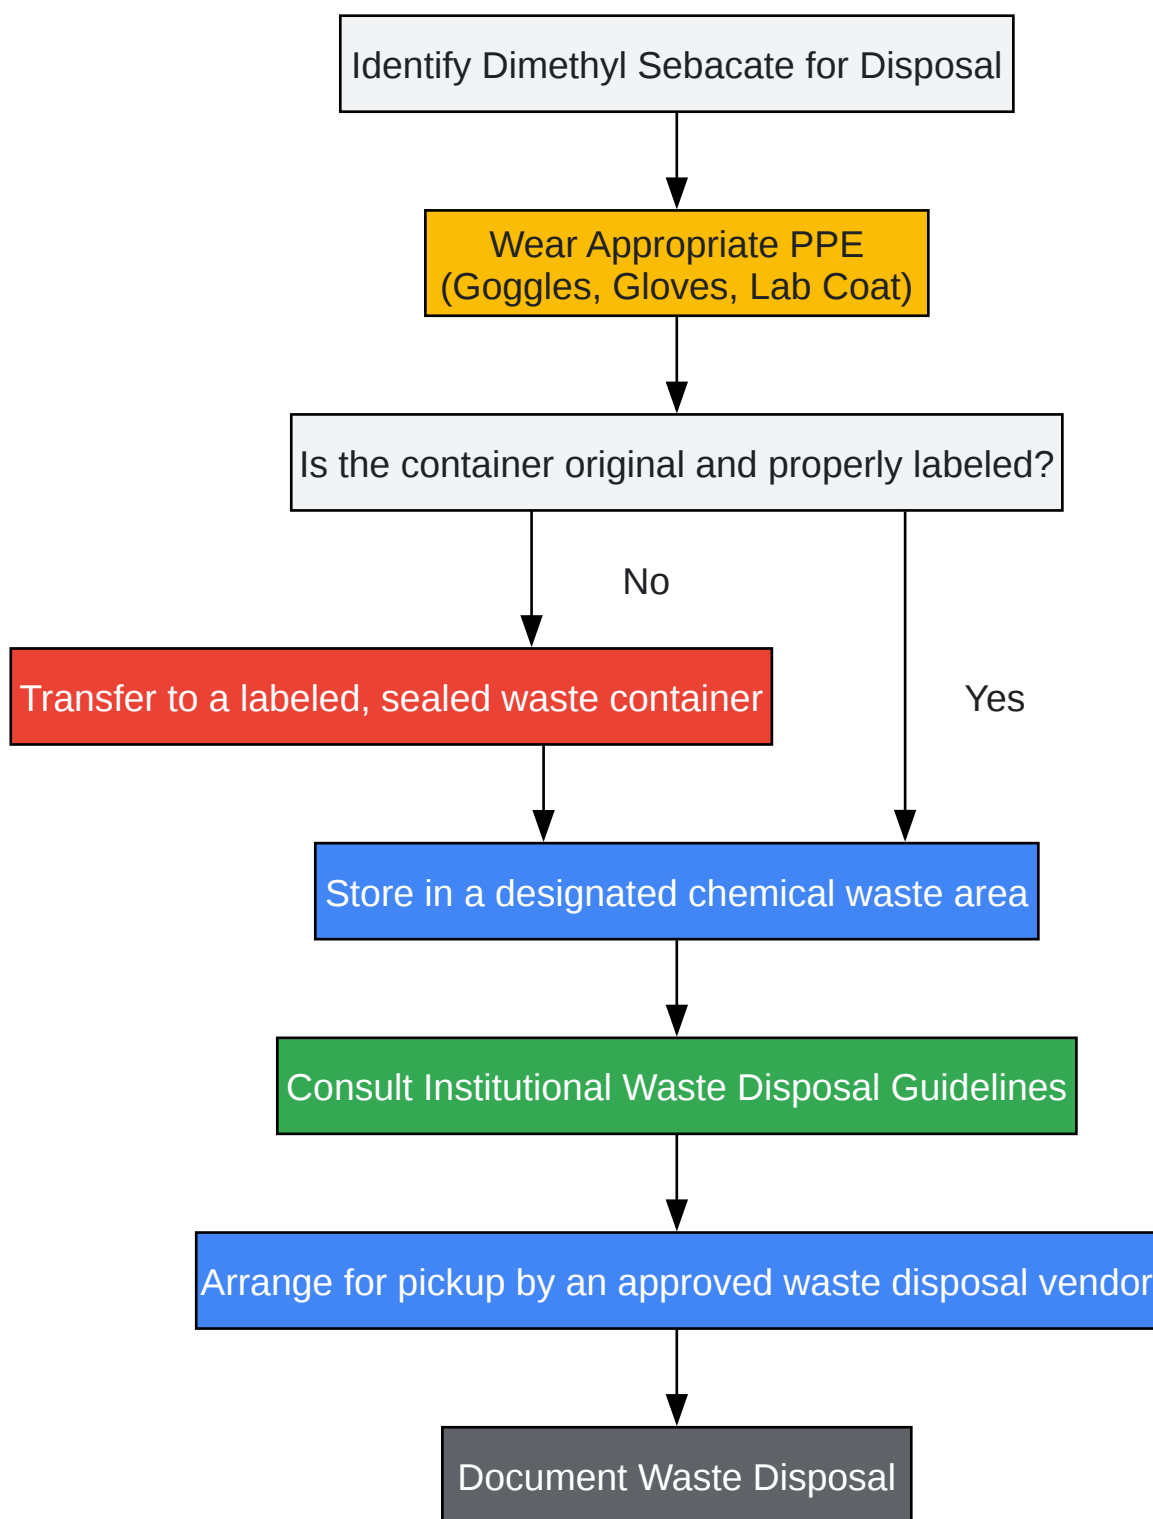 Identify Dimethyl Sebacate for Disposal
Wear Appropriate PPE
(Goggles, Gloves, Lab Coat)
Is the container original and properly labeled?
No
Transfer to a labeled, sealed waste container
Yes
Store in a designated chemical waste area
Consult Institutional Waste Disposal Guidelines
Arrange for pickup by an approved waste disposal vendor
Document Waste Disposal